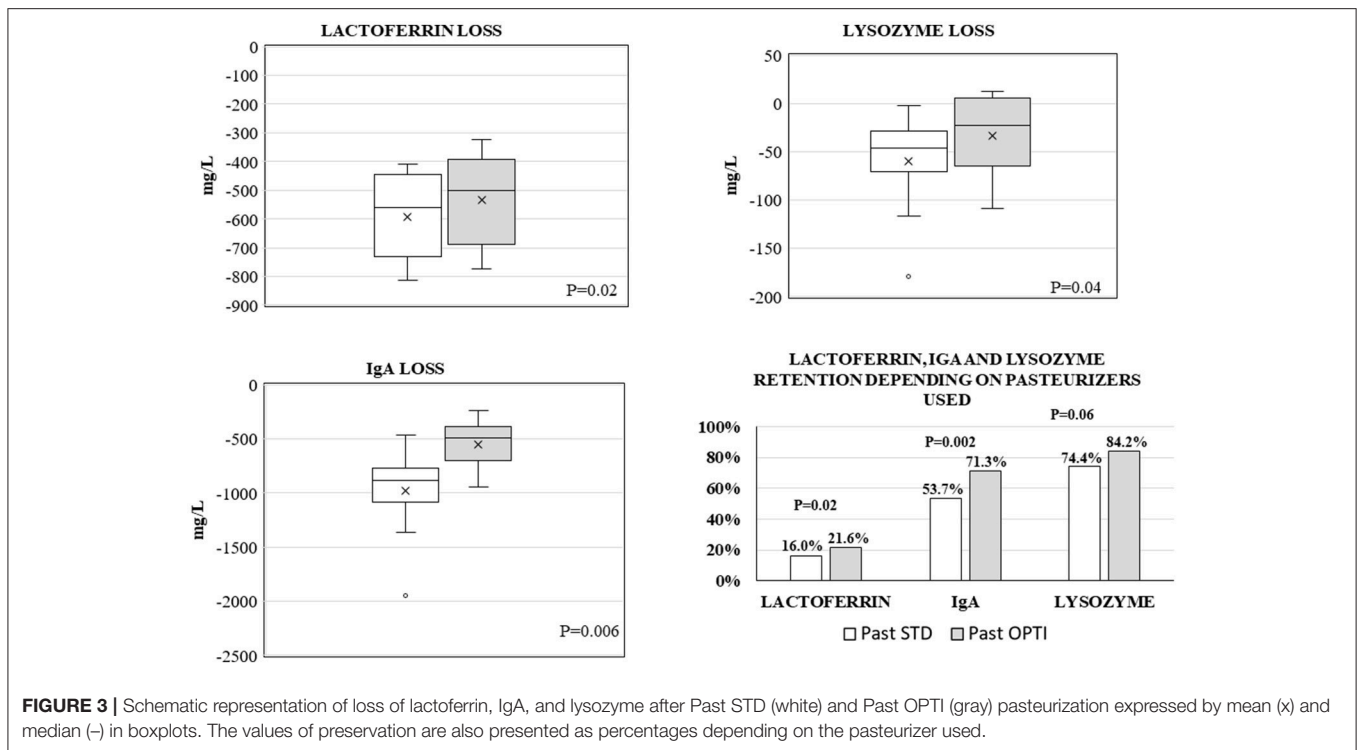 LACTOFERRIN LOSS
0
-100
-200
-300
-400
-500
-600
-700
-800
-900
mg/L
P=0.02
LYSOZYME LOSS
50
0
-50
-100
-150
-200
mg/L
P=0.04
IgA LOSS
0
-500
-1000
-1500
-2000
-2500
mg/L
P=0.006
LACTOFERRIN, IGA AND LYSOZYME
RETENTION DEPENDING ON PASTEURIZERS
USED
100%
80%
60%
40%
20%
0%
P=0.02
16.0%
21.6%
P=0.002
53.7%
71.3%
P=0.06
74.4%
84.2%
LACTOFERRIN
IgA
LYSOZYME
Past STD
Past OPTI
FIGURE 3 | Schematic representation of loss of lactoferrin, IgA, and lysozyme after Past STD (white) and Past OPTI (gray) pasteurization expressed by mean (x) and
median (–) in boxplots. The values of preservation are also presented as percentages depending on the pasteurizer used.